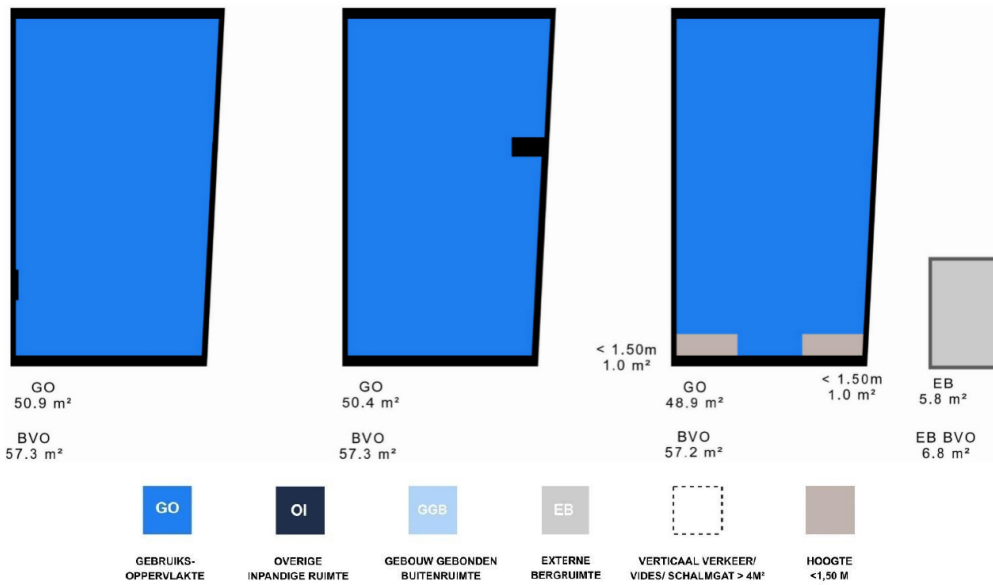 GO
50.9 m²
BVO
57.3 m²
GO
50.4 m²
BVO
57.3 m²
< 1.50m
1.0 m²
GO
48.9 m²
BVO
57.2 m²
< 1.50m
1.0 m²
EB
5.8 m²
EB BVO
6.8 m²
GO
GEBRUIKS-
OPPERVLAKTE
OI
OVERIGE
INPANDIGE RUIMTE
GGB
GEBOUW GEBONDEN
BUITENRUIMTE
EB
EXTERNE
BERGRUIMTE
VERTICAAL VERKEER/
VIDES/ SCHALMGAT > 4M²
HOOGTE
<1,50 M